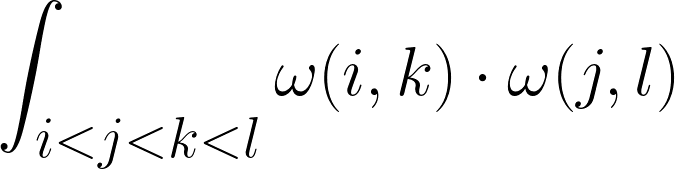 ∫_{i<j<k<l} ω(i, k) · ω(j, l)